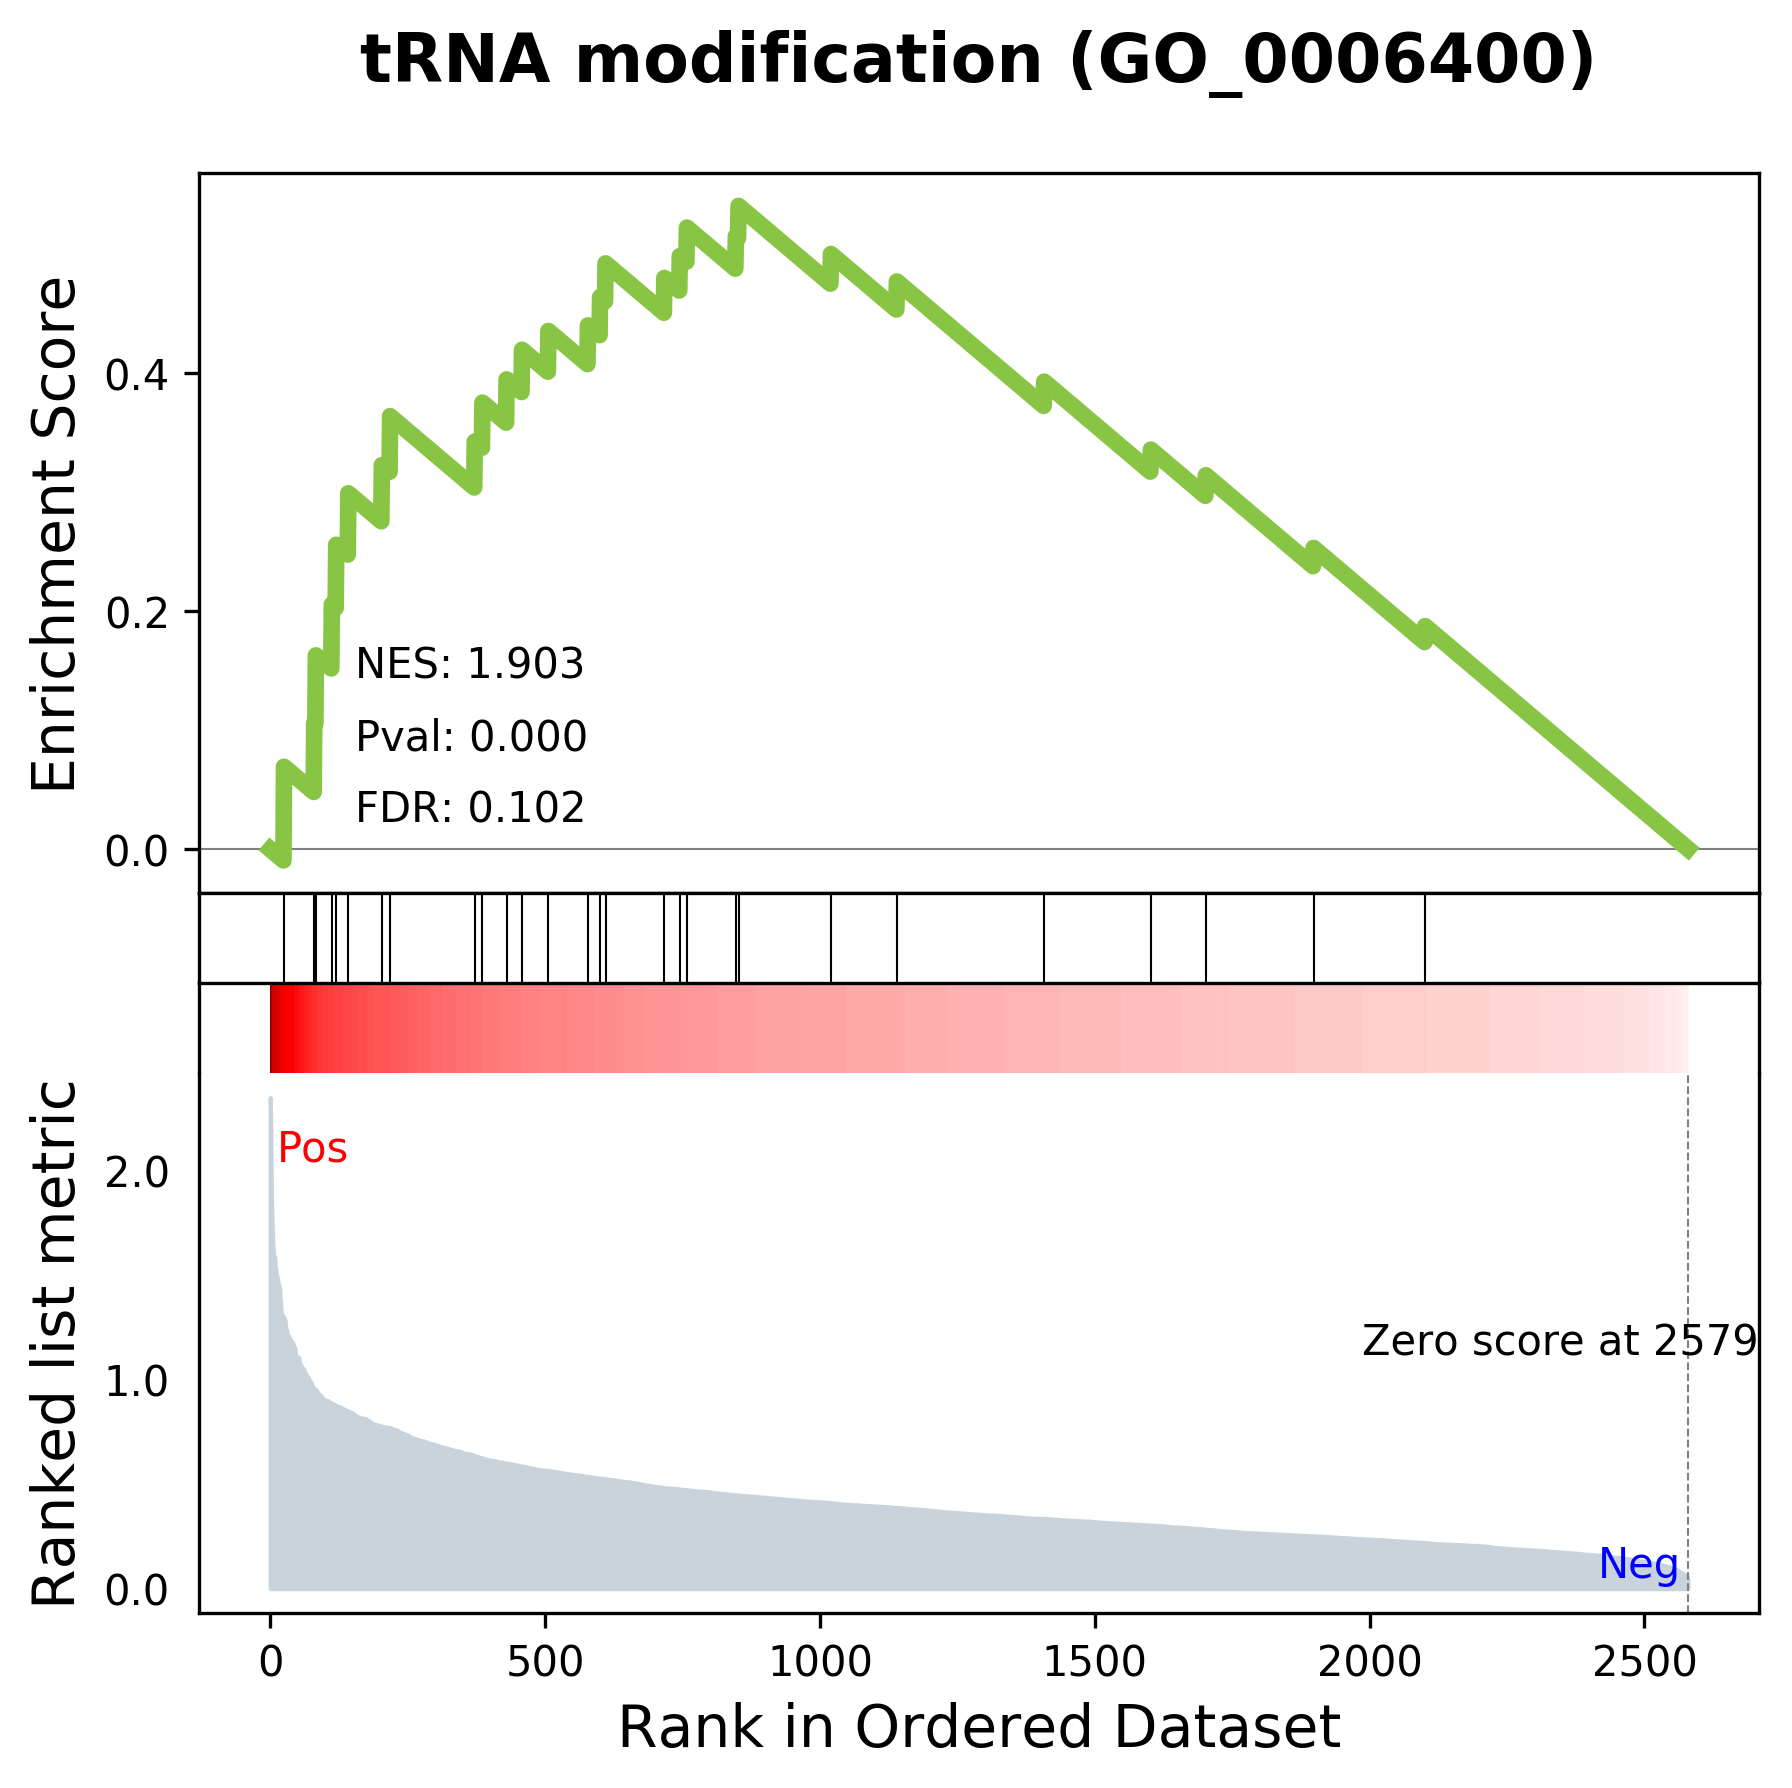 tRNA modification (GO_0006400)
Enrichment Score
0.4
0.2
0.0
NES: 1.903
Pval: 0.000
FDR: 0.102
Ranked list metric
2.0
1.0
0.0
Pos
Zero score at 2579
Neg
0 500 1000 1500 2000 2500
Rank in Ordered Dataset